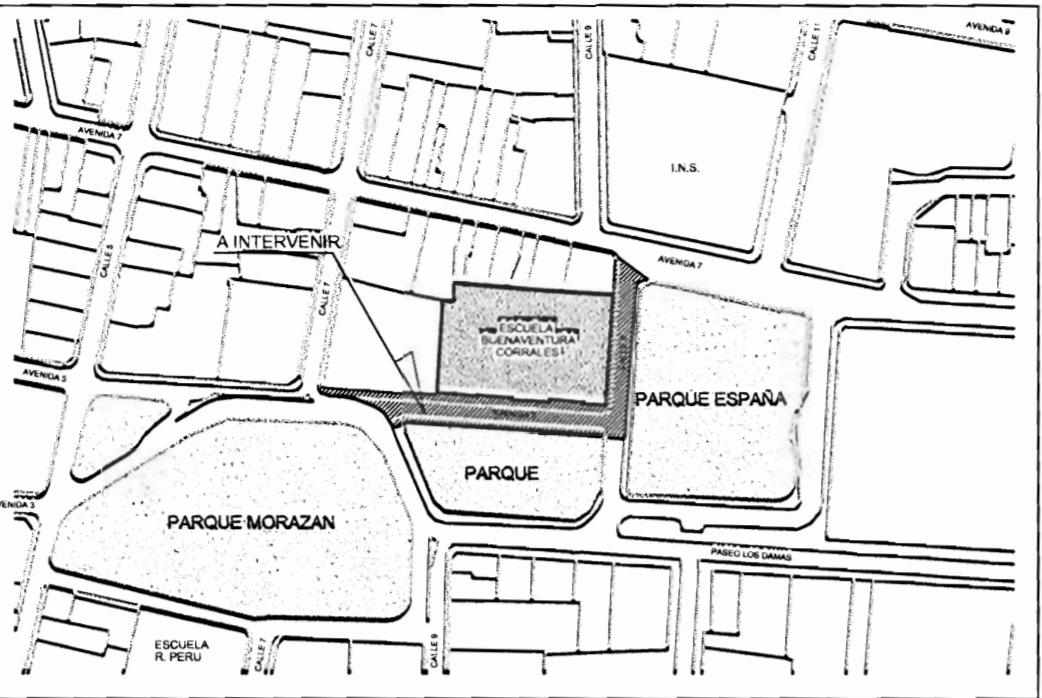 CALLE 7
CALLE 9
CALLE 11
AVENIDA 9
AVENIDA 7
I.N.S.
A INTERVENIR
CALLE 5
CALLE 7
AVENIDA 7
ESCUELA
BUENAVENTURA
CORRALES
AVENIDA 5
PARQUE ESPAÑA
PARQUE
AVENIDA 3
PARQUE MORAZAN
PASEO LOS DAMAS
ESCUELA
R. PERU
CALLE 7
CALLE 9